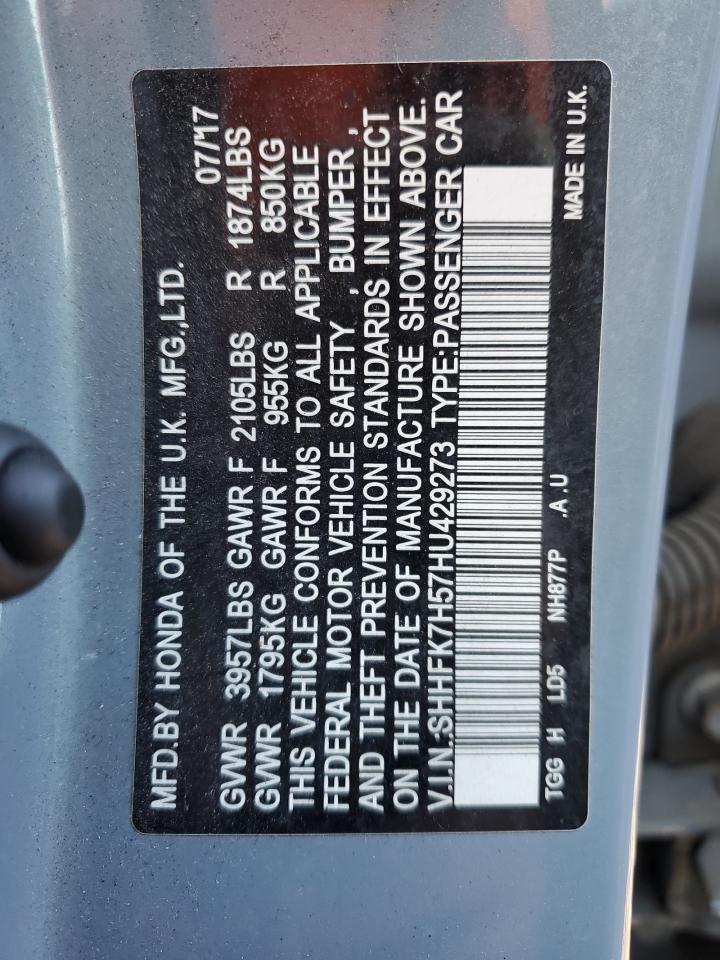 MFD.BY HONDA OF THE U.K. MFG.,LTD. 07/17
GVWR 3957LBS GAWR F 2105LBS R 1874LBS
GVWR 1795KG GAWR F 955KG R 850KG
THIS VEHICLE CONFORMS TO ALL APPLICABLE
FEDERAL MOTOR VEHICLE SAFETY , BUMPER ,
AND THEFT PREVENTION STANDARDS IN EFFECT
ON THE DATE OF MANUFACTURE SHOWN ABOVE.
V.I.N.:SHHFK7H57HU429273 TYPE:PASSENGER CAR
TGG H LD5 NH877P .A .U MADE IN U.K.